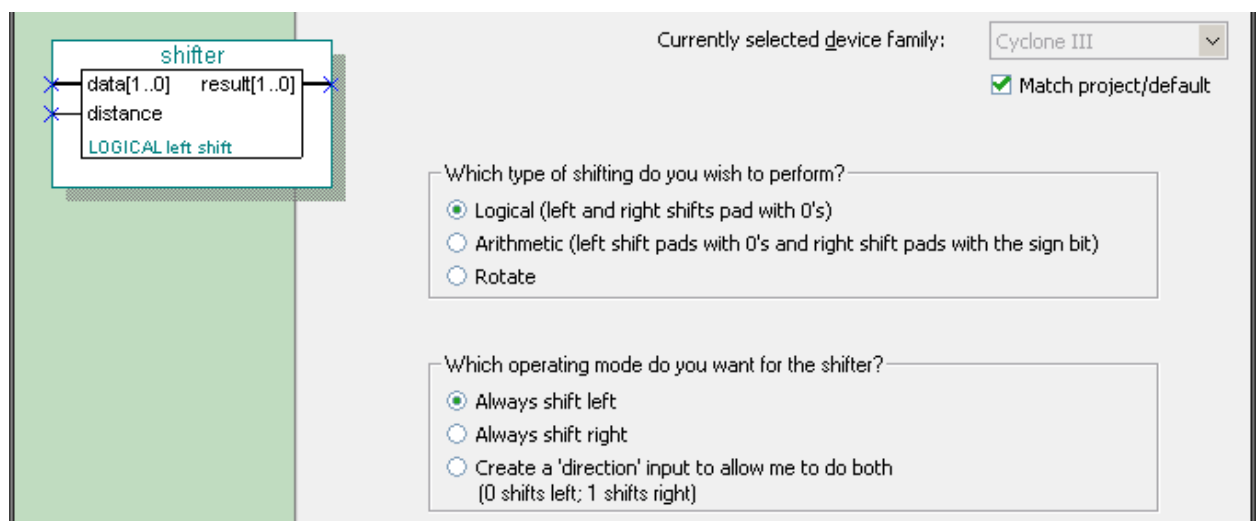 shifter
data[1..0] result[1..0]
distance
LOGICAL left shift
Currently selected device family:
Cyclone III
Match project/default
Which type of shifting do you wish to perform?
Logical (left and right shifts pad with 0's)
Arithmetic (left shift pads with 0's and right shift pads with the sign bit)
Rotate
Which operating mode do you want for the shifter?
Always shift left
Always shift right
Create a 'direction' input to allow me to do both
(0 shifts left; 1 shifts right)